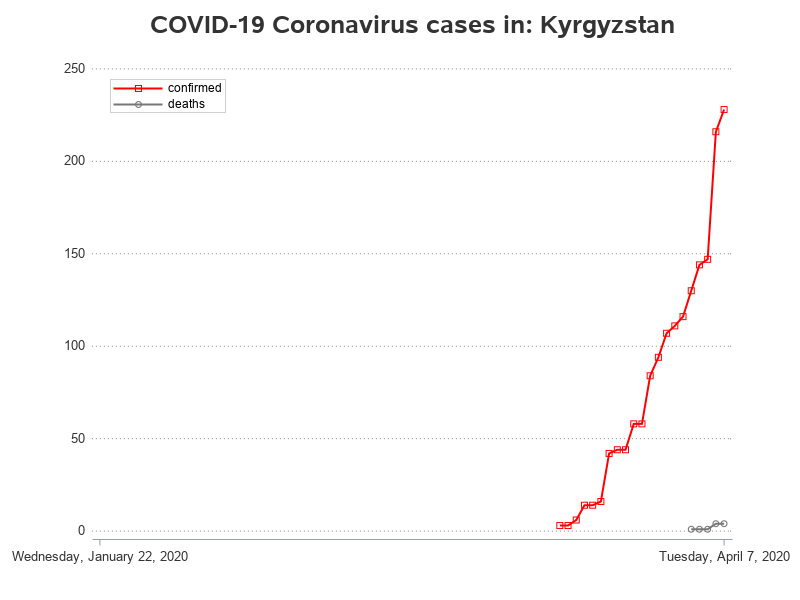 COVID-19 Coronavirus cases in: Kyrgyzstan
250
confirmed
deaths
200
150
100
50
0
Wednesday, January 22, 2020 Tuesday, April 7, 2020